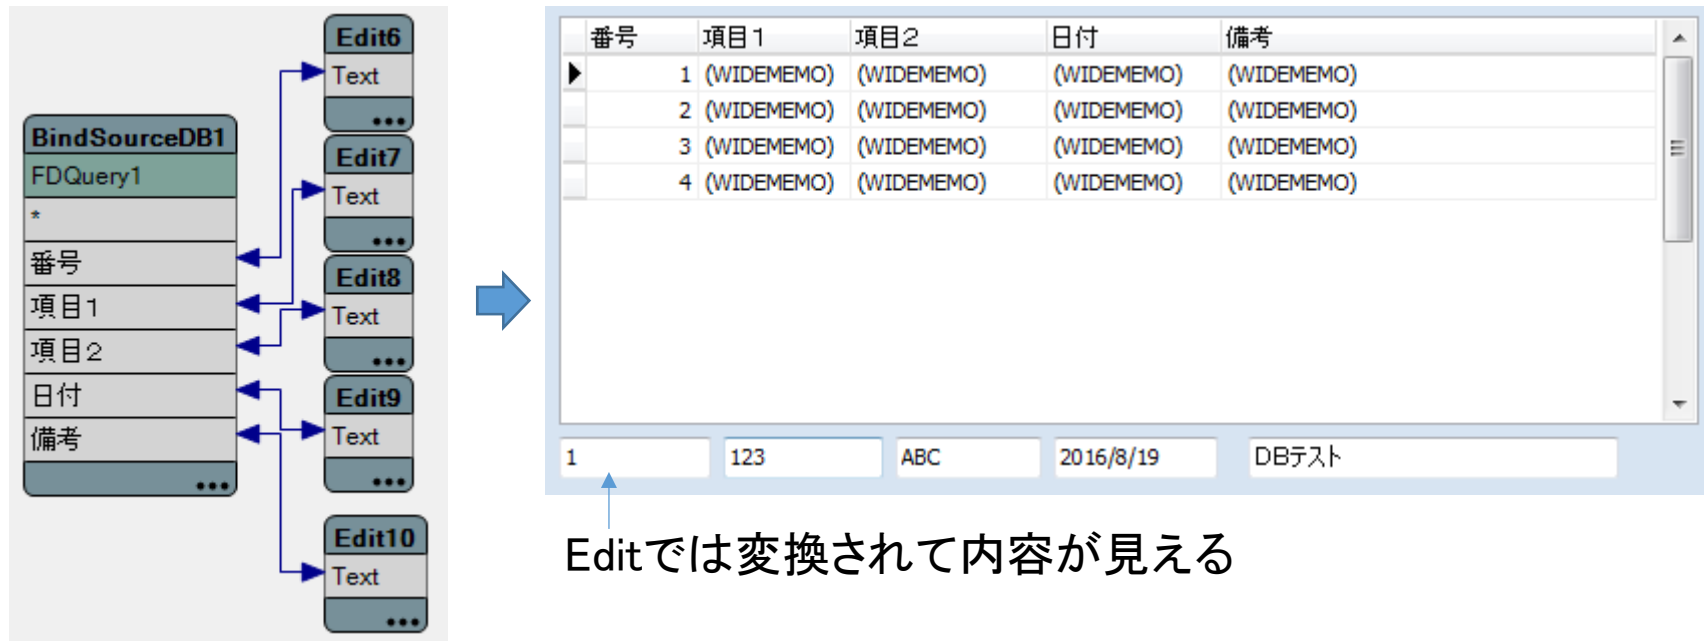 BindSourceDB1
FDQuery1
*
番号
項目1
項目2
日付
備考
•••
Edit6
Text
•••
Edit7
Text
•••
Edit8
Text
•••
Edit9
Text
•••
Edit10
Text
•••
番号 項目1 項目2 日付 備考
1 (WIDEMEMO) (WIDEMEMO) (WIDEMEMO) (WIDEMEMO)
2 (WIDEMEMO) (WIDEMEMO) (WIDEMEMO) (WIDEMEMO)
3 (WIDEMEMO) (WIDEMEMO) (WIDEMEMO) (WIDEMEMO)
4 (WIDEMEMO) (WIDEMEMO) (WIDEMEMO) (WIDEMEMO)
1 123 ABC 2016/8/19 DBテスト
Editでは変換されて内容が見える